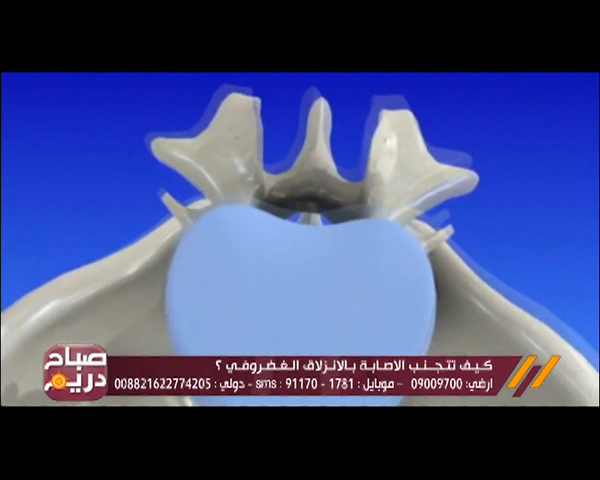 كيف تتجنب الاصابة بالانزلاق الغضروفي ؟
ارضي: 09009700 - موبايل : 1781 - 91170 : sms - دولي : 008821622774205
صباح
دريم